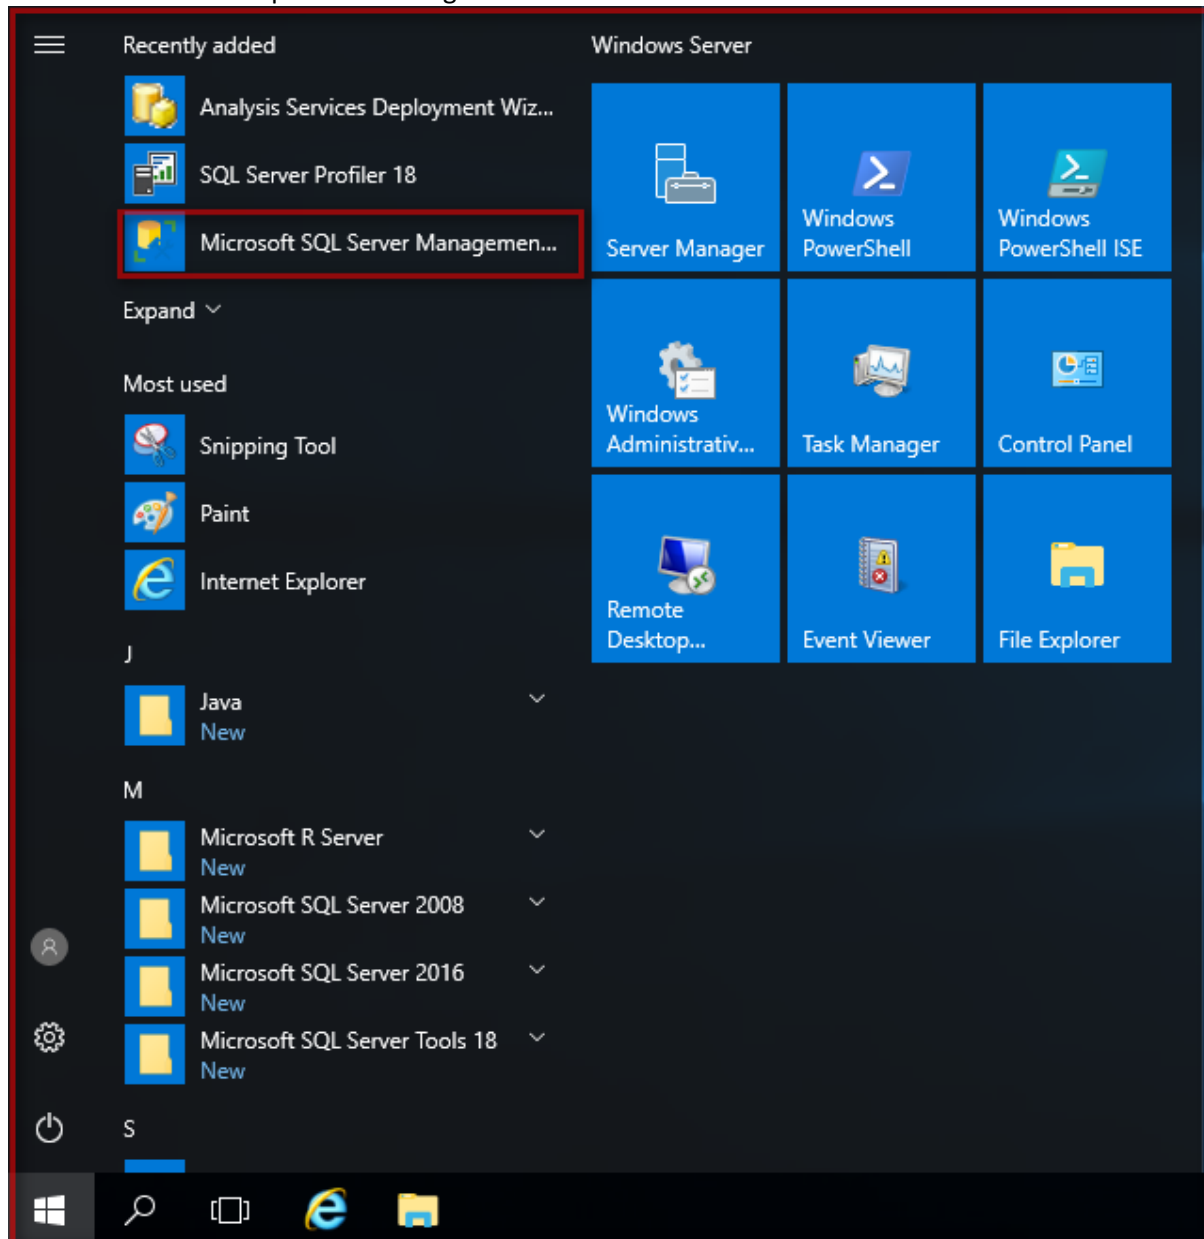 Recently added
Analysis Services Deployment Wiz...
SQL Server Profiler 18
Microsoft SQL Server Managemen...
Expand
Most used
Snipping Tool
Paint
Internet Explorer
J
Java
New
M
Microsoft R Server
New
Microsoft SQL Server 2008
New
Microsoft SQL Server 2016
New
Microsoft SQL Server Tools 18
New
S
Windows Server
Server Manager
Windows
PowerShell
Windows
PowerShell ISE
Windows
Administrativ...
Task Manager
Control Panel
Remote
Desktop...
Event Viewer
File Explorer